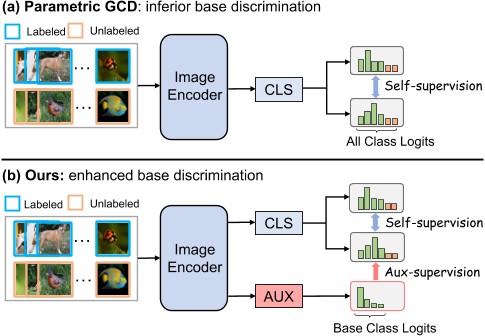 (a) Parametric GCD: inferior base discrimination
Labeled Unlabeled
Image
Encoder
CLS
Self-supervision
All Class Logits
(b) Ours: enhanced base discrimination
Labeled Unlabeled
Image
Encoder
CLS
Self-supervision
Aux-supervision
AUX
Base Class Logits